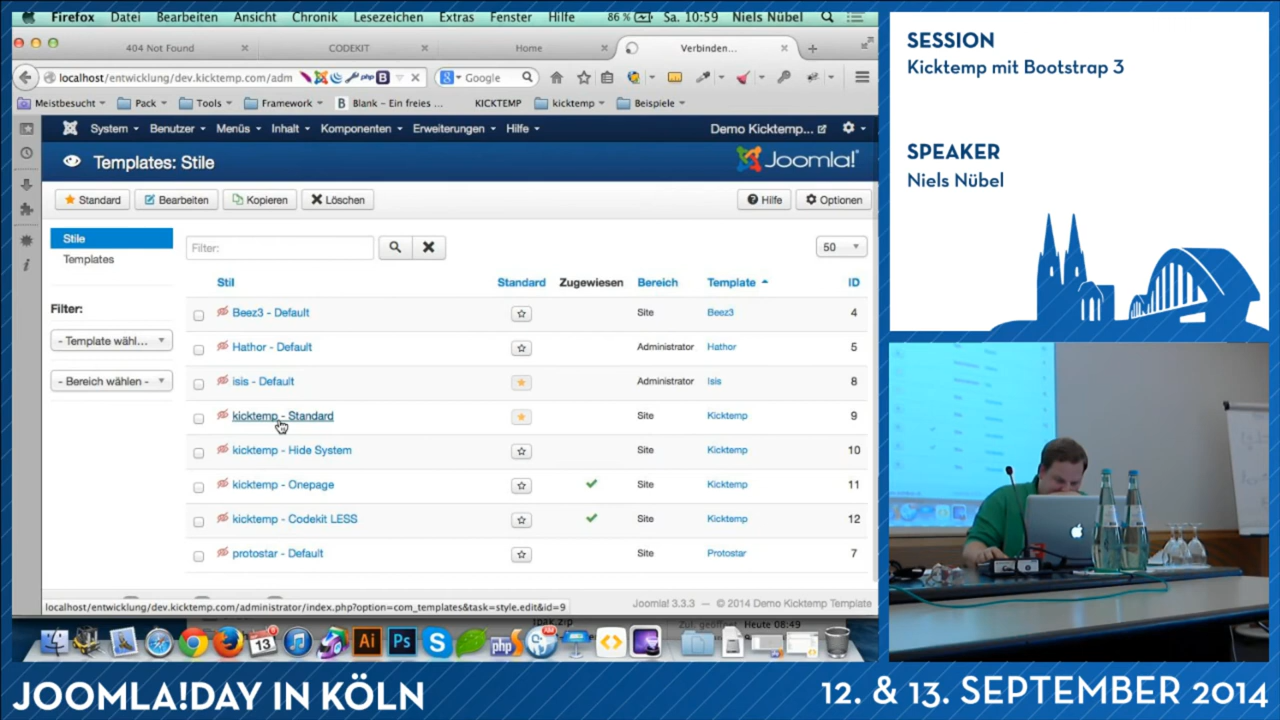 Firefox Datei Bearbeiten Ansicht Chronik Lesezeichen Extras Fenster Hilfe 86 % Sa. 10:59 Niels Nübel
404 Not Found CODEKIT Home Verbinden...
localhost/entwicklung/dev.kicktemp.com/adm php B Google
Meistbesucht Pack Tools Framework B Blank – Ein freies ... KICKTEMP kicktemp Beispiele
System Benutzer Menüs Inhalt Komponenten Erweiterungen Hilfe Demo Kicktemp...
Templates: Stile Joomla!
Standard Bearbeiten Kopieren Löschen Hilfe Optionen
Stile
Templates
Filter:
- Template wähl...
- Bereich wählen -
Filter: 50
Stil Standard Zugewiesen Bereich Template ID
Beez3 - Default Site Beez3 4
Hathor - Default Administrator Hathor 5
isis - Default Administrator Isis 8
kicktemp - Standard Site Kicktemp 9
kicktemp - Hide System Site Kicktemp 10
kicktemp - Onepage Site Kicktemp 11
kicktemp - Codekit LESS Site Kicktemp 12
protostar - Default Site Protostar 7
localhost/entwicklung/dev.kicktemp.com/administrator/index.php?option=com_templates&task=style.edit&id=9
Joomla! 3.3.3 — © 2014 Demo Kicktemp Template
Heute 08:49
13 Ai Ps S php
SESSION
Kicktemp mit Bootstrap 3
SPEAKER
Niels Nübel
JOOMLA!DAY IN KÖLN
12. & 13. SEPTEMBER 2014